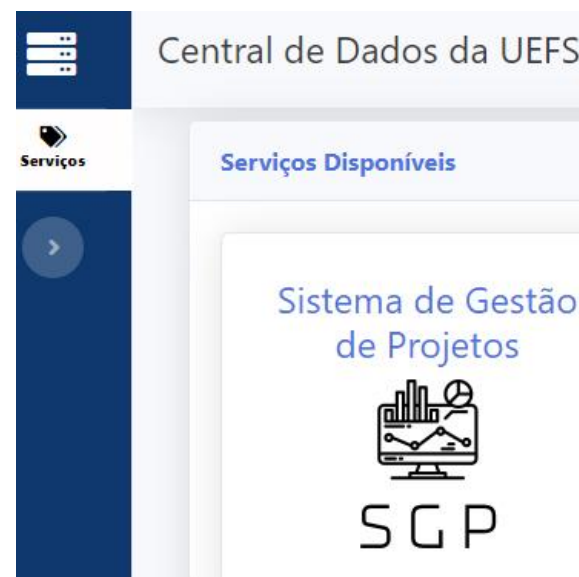 Central de Dados da UEFS
Serviços
Serviços Disponíveis
Sistema de Gestão
de Projetos
SGP